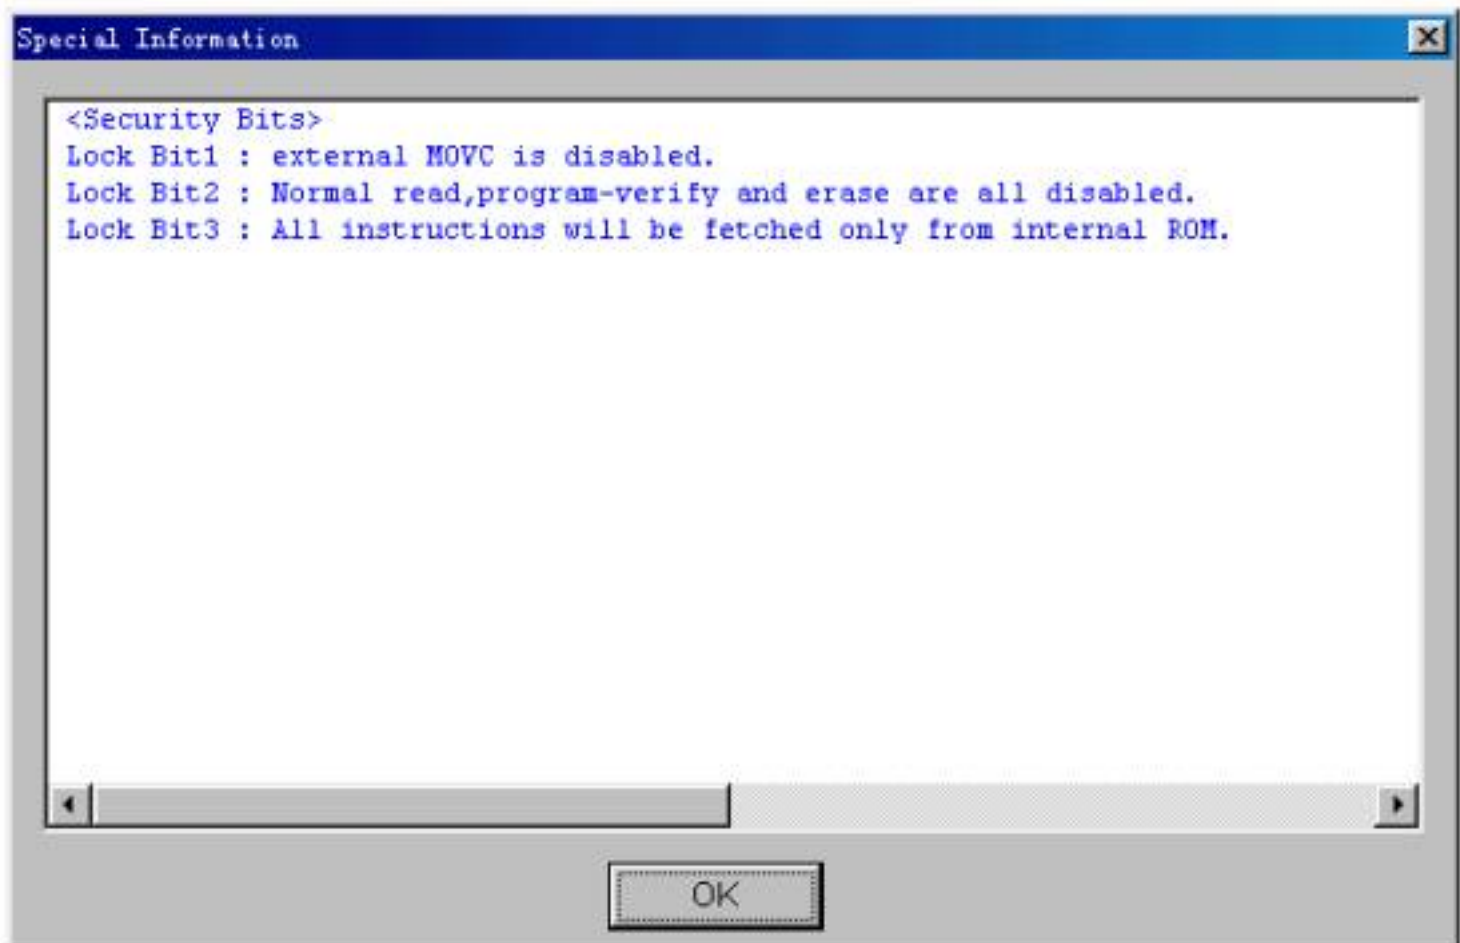 Special Information
<Security Bits>
Lock Bit1 : external MOVC is disabled.
Lock Bit2 : Normal read,program-verify and erase are all disabled.
Lock Bit3 : All instructions will be fetched only from internal ROM.
OK